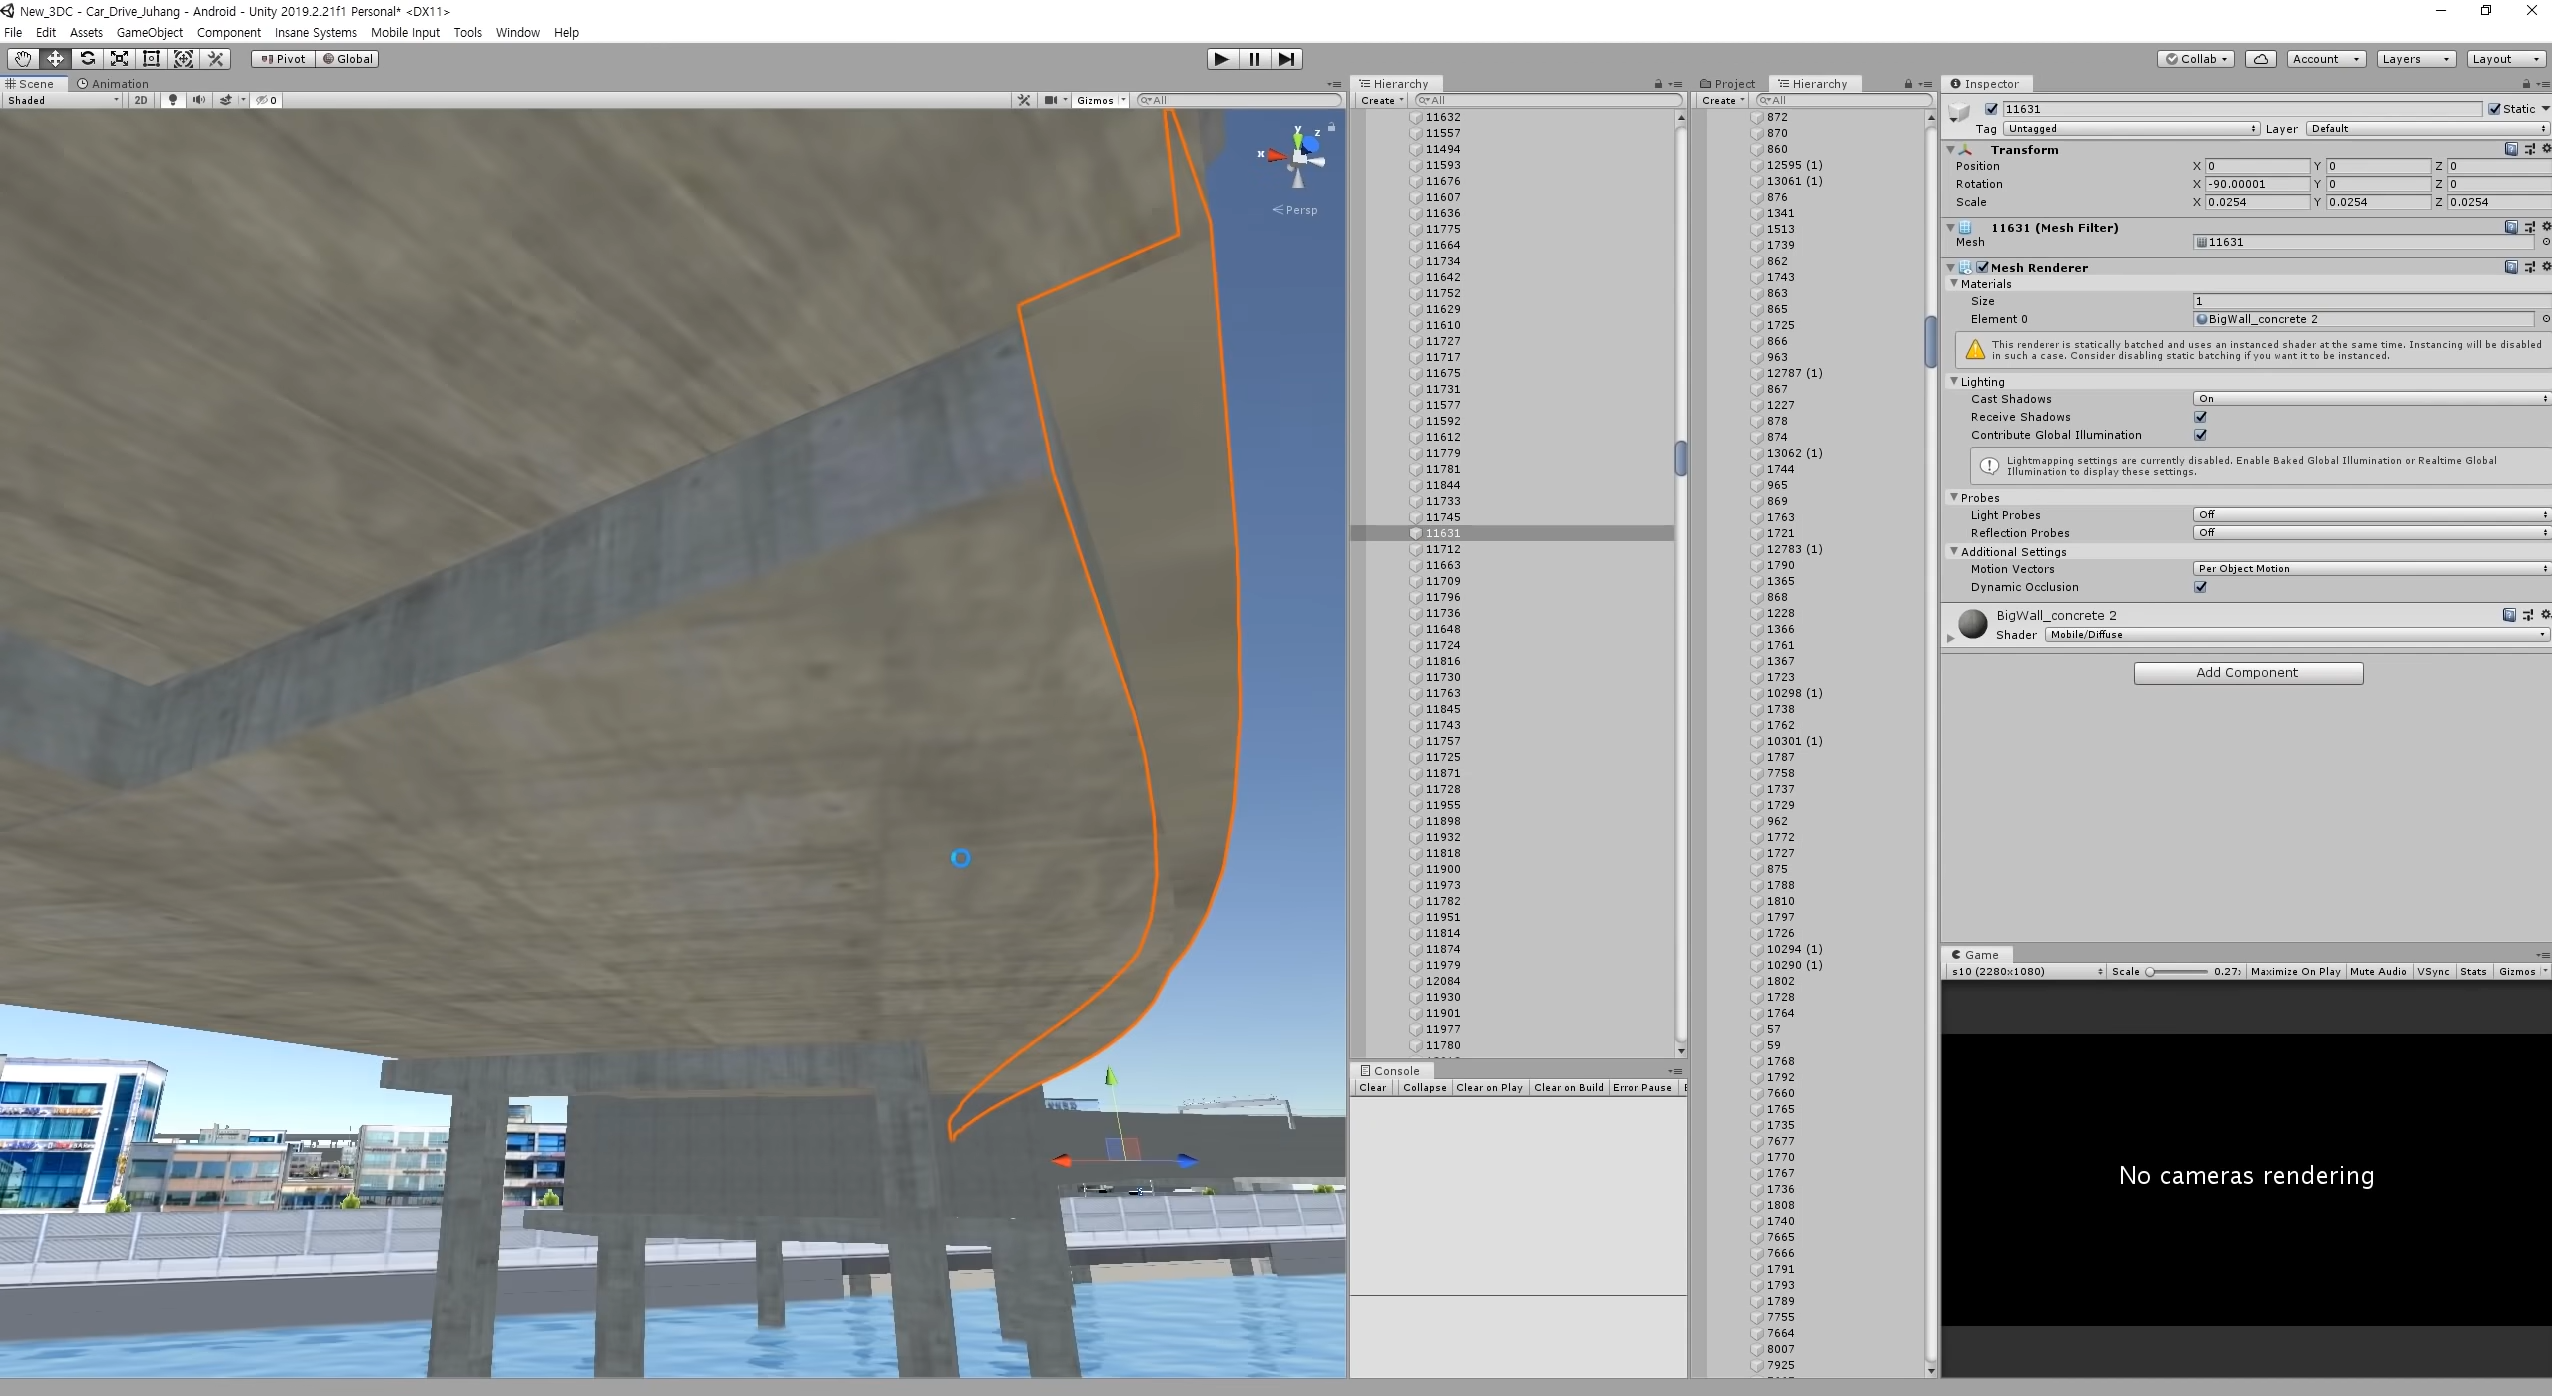 New_3DC - Car_Drive_Juhang - Android - Unity 2019.2.21f1 Personal* <DX11>
File Edit Assets GameObject Component Insane Systems Mobile Input Tools Window Help
Pivot Global
Collab Account Layers Layout
Scene Animation
Shaded 2D 0 Gizmos All
y z x
Persp
Hierarchy
Create All
11632
11557
11494
11593
11676
11607
11636
11775
11664
11734
11642
11752
11629
11610
11727
11717
11675
11731
11577
11592
11612
11779
11781
11844
11733
11745
11631
11712
11663
11709
11796
11736
11648
11724
11816
11730
11763
11845
11743
11757
11725
11871
11728
11955
11898
11932
11818
11900
11973
11782
11951
11814
11874
11979
12084
11930
11901
11977
11780
Console
Clear Collapse Clear on Play Clear on Build Error Pause
Project Hierarchy
Create All
872
870
860
12595 (1)
13061 (1)
876
1341
1513
1739
862
1743
863
865
1725
866
963
12787 (1)
867
1227
878
874
13062 (1)
1744
965
869
1763
1721
12783 (1)
1790
1365
868
1228
1366
1761
1367
1723
10298 (1)
1738
1762
10301 (1)
1787
7758
1737
1729
962
1772
1727
875
1788
1810
1797
1726
10294 (1)
10290 (1)
1802
1728
1764
57
59
1768
1792
7660
1765
1735
7677
1770
1767
1736
1808
1740
7665
7666
1791
1793
1789
7755
7664
8007
7925
Inspector
11631 Static
Tag Untagged Layer Default
Transform
Position X 0 Y 0 Z 0
Rotation X -90.00001 Y 0 Z 0
Scale X 0.0254 Y 0.0254 Z 0.0254
11631 (Mesh Filter)
Mesh 11631
Mesh Renderer
Materials
Size 1
Element 0 BigWall_concrete 2
This renderer is statically batched and uses an instanced shader at the same time. Instancing will be disabled
in such a case. Consider disabling static batching if you want it to be instanced.
Lighting
Cast Shadows On
Receive Shadows
Contribute Global Illumination
Lightmapping settings are currently disabled. Enable Baked Global Illumination or Realtime Global
Illumination to display these settings.
Probes
Light Probes Off
Reflection Probes Off
Additional Settings
Motion Vectors Per Object Motion
Dynamic Occlusion
BigWall_concrete 2
Shader Mobile/Diffuse
Add Component
Game
s10 (2280x1080) Scale 0.27 Maximize On Play Mute Audio VSync Stats Gizmos
No cameras rendering